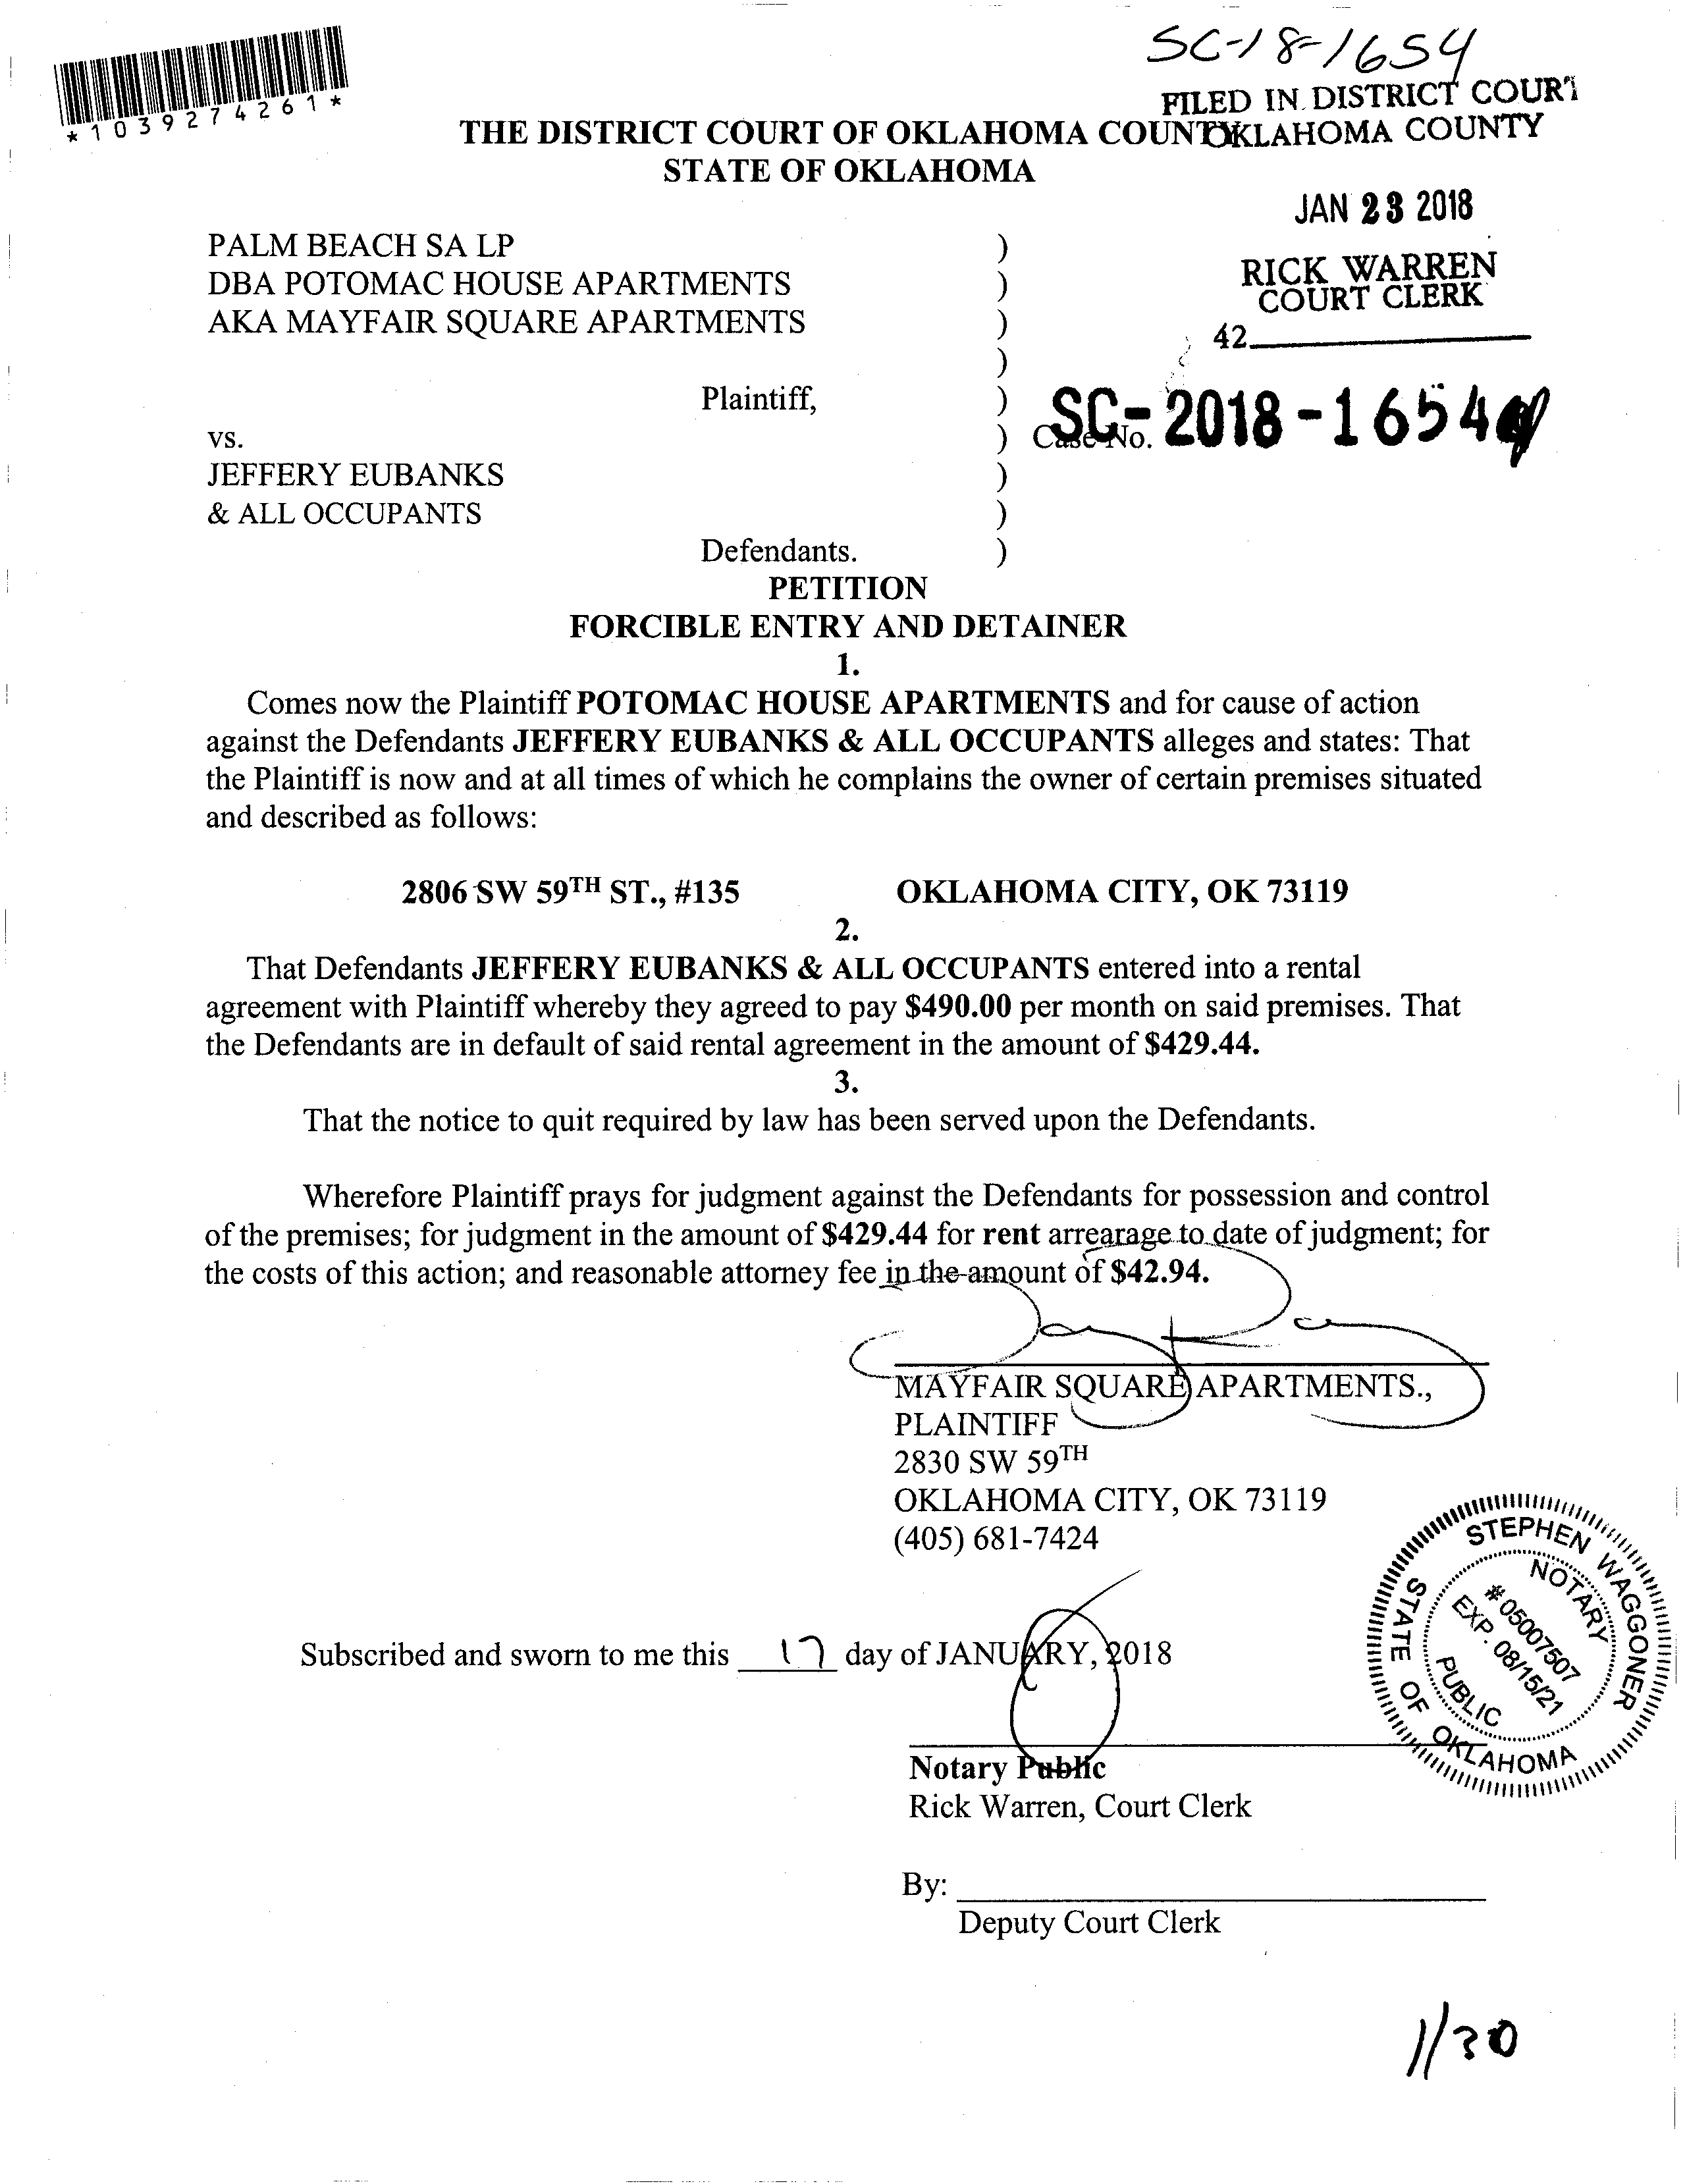 SC-18-1654
*1039274261*
FILED IN DISTRICT COURT
OKLAHOMA COUNTY
THE DISTRICT COURT OF OKLAHOMA COUNTY
STATE OF OKLAHOMA
JAN 23 2018
PALM BEACH SA LP )
DBA POTOMAC HOUSE APARTMENTS )
AKA MAYFAIR SQUARE APARTMENTS )
)
RICK WARREN
COURT CLERK
42
Plaintiff, )
vs. ) Case No. SC-2018-1654
JEFFERY EUBANKS )
& ALL OCCUPANTS )
Defendants. )
PETITION
FORCIBLE ENTRY AND DETAINER
1.
Comes now the Plaintiff POTOMAC HOUSE APARTMENTS and for cause of action
against the Defendants JEFFERY EUBANKS & ALL OCCUPANTS alleges and states: That
the Plaintiff is now and at all times of which he complains the owner of certain premises situated
and described as follows:
2806 SW 59TH ST., #135 OKLAHOMA CITY, OK 73119
2.
That Defendants JEFFERY EUBANKS & ALL OCCUPANTS entered into a rental
agreement with Plaintiff whereby they agreed to pay $490.00 per month on said premises. That
the Defendants are in default of said rental agreement in the amount of $429.44.
3.
That the notice to quit required by law has been served upon the Defendants.
Wherefore Plaintiff prays for judgment against the Defendants for possession and control
of the premises; for judgment in the amount of $429.44 for rent arrearage to date of judgment; for
the costs of this action; and reasonable attorney fee in the amount of $42.94.
MAYFAIR SQUARE APARTMENTS.,
PLAINTIFF
2830 SW 59TH
OKLAHOMA CITY, OK 73119
(405) 681-7424
Subscribed and sworn to me this 17 day of JANUARY, 2018
STEPHEN WAGGONER
NOTARY
# 05007507
EXP. 08/15/21
PUBLIC
STATE OF OKLAHOMA
Notary Public
Rick Warren, Court Clerk
By:
Deputy Court Clerk
1/30